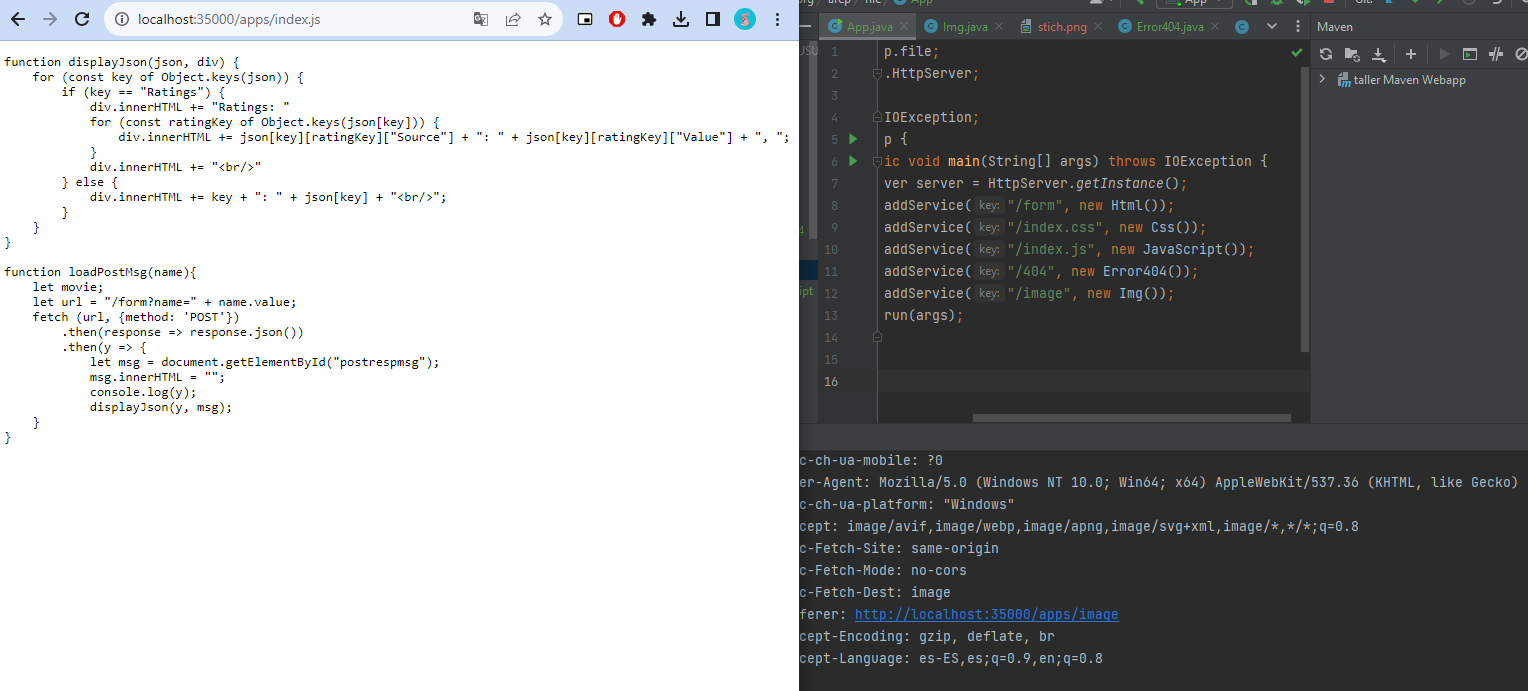 localhost:35000/apps/index.js
function displayJson(json, div) {
for (const key of Object.keys(json)) {
if (key == "Ratings") {
div.innerHTML += "Ratings: "
for (const ratingKey of Object.keys(json[key])) {
div.innerHTML += json[key][ratingKey]["Source"] + ": " + json[key][ratingKey]["Value"] + ", ";
}
div.innerHTML += "<br/>"
} else {
div.innerHTML += key + ": " + json[key] + "<br/>";
}
}
}
function loadPostMsg(name){
let movie;
let url = "/form?name=" + name.value;
fetch (url, {method: 'POST'})
.then(response => response.json())
.then(y => {
let msg = document.getElementById("postrespmsg");
msg.innerHTML = "";
console.log(y);
displayJson(y, msg);
}
}
App.java
Img.java
stich.png
Error404.java
Maven
taller Maven Webapp
1 p.file;
2 .HttpServer;
3
4 IOException;
5 p {
6 ic void main(String[] args) throws IOException {
7 ver server = HttpServer.getInstance();
8 addService( key: "/form", new Html());
9 addService( key: "/index.css", new Css());
10 addService( key: "/index.js", new JavaScript());
11 addService( key: "/404", new Error404());
12 addService( key: "/image", new Img());
13 run(args);
14
15
16
c-ch-ua-mobile: ?0
er-Agent: Mozilla/5.0 (Windows NT 10.0; Win64; x64) AppleWebKit/537.36 (KHTML, like Gecko)
c-ch-ua-platform: "Windows"
cept: image/avif,image/webp,image/apng,image/svg+xml,image/*,*/*;q=0.8
c-Fetch-Site: same-origin
c-Fetch-Mode: no-cors
c-Fetch-Dest: image
ferer: http://localhost:35000/apps/image
cept-Encoding: gzip, deflate, br
cept-Language: es-ES,es;q=0.9,en;q=0.8